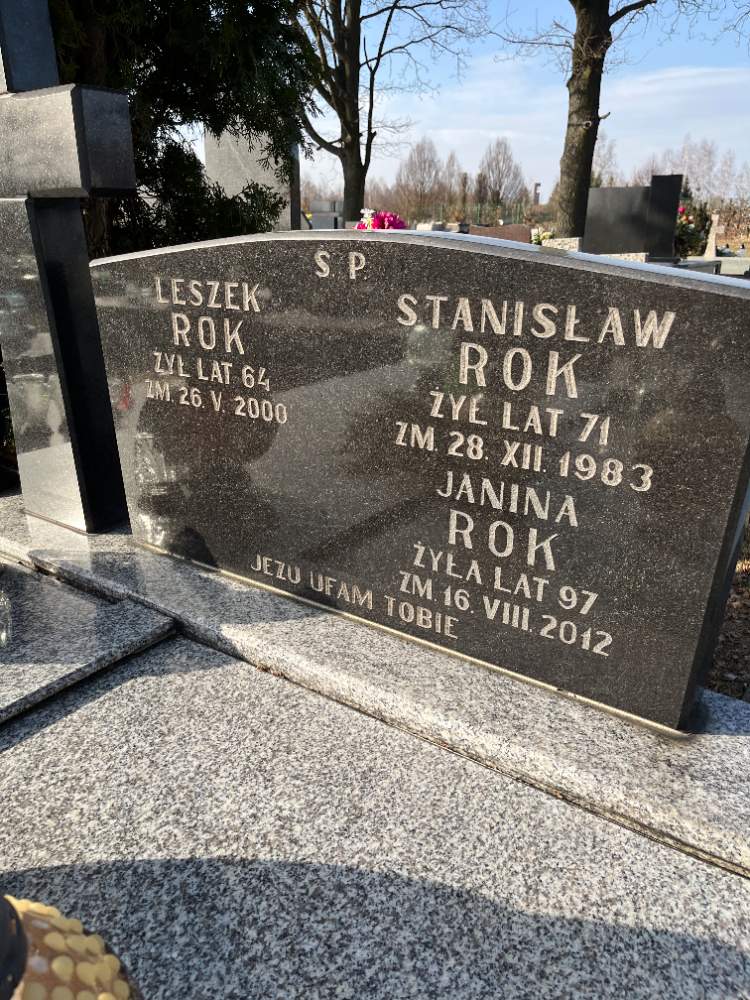 Ś P.
LESZEK
ROK
ŻYŁ LAT 64
ZM. 26. V. 2000
STANISŁAW
ROK
ŻYŁ LAT 71
ZM. 28. XII. 1983
JANINA
ROK
ŻYŁA LAT 97
ZM. 16. VIII. 2012
JEZU UFAM TOBIE